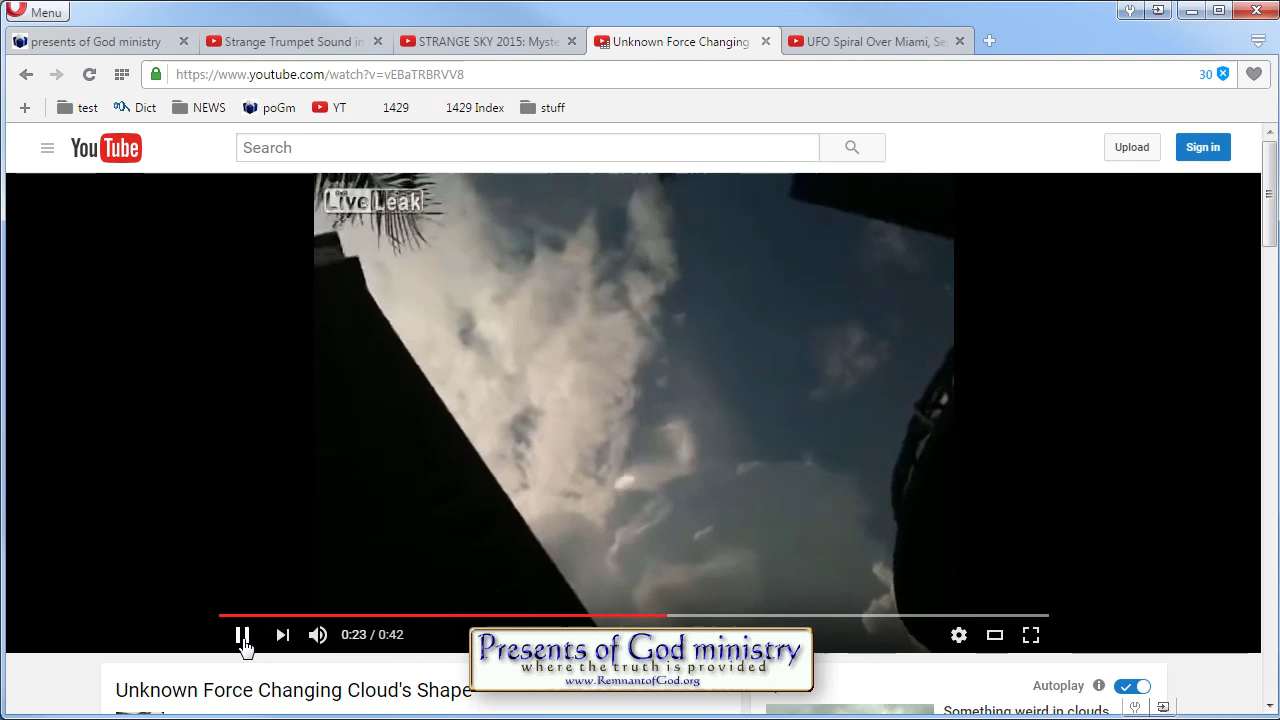 Menu
presents of God ministry
Strange Trumpet Sound in
STRANGE SKY 2015: Myste
Unknown Force Changing
UFO Spiral Over Miami, Se
https://www.youtube.com/watch?v=vEBaTRBRVV8
30
test
Dict
NEWS
poGm
YT
1429
1429 Index
stuff
YouTube
Search
Upload
Sign in
LiveLeak
0:23 / 0:42
Presents of God ministry
where the truth is provided
www.RemnantofGod.org
Unknown Force Changing Cloud's Shape
Autoplay
Something weird in clouds